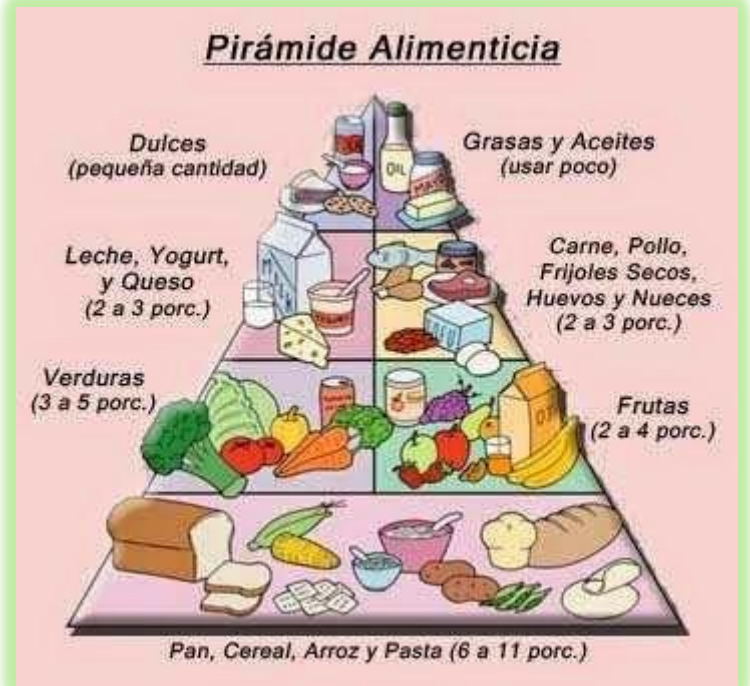 Pirámide Alimenticia
Dulces
(pequeña cantidad)
Grasas y Aceites
(usar poco)
OIL
MAYO
Leche, Yogurt,
y Queso
(2 a 3 porc.)
Carne, Pollo,
Frijoles Secos,
Huevos y Nueces
(2 a 3 porc.)
Verduras
(3 a 5 porc.)
Frutas
(2 a 4 porc.)
Pan, Cereal, Arroz y Pasta (6 a 11 porc.)